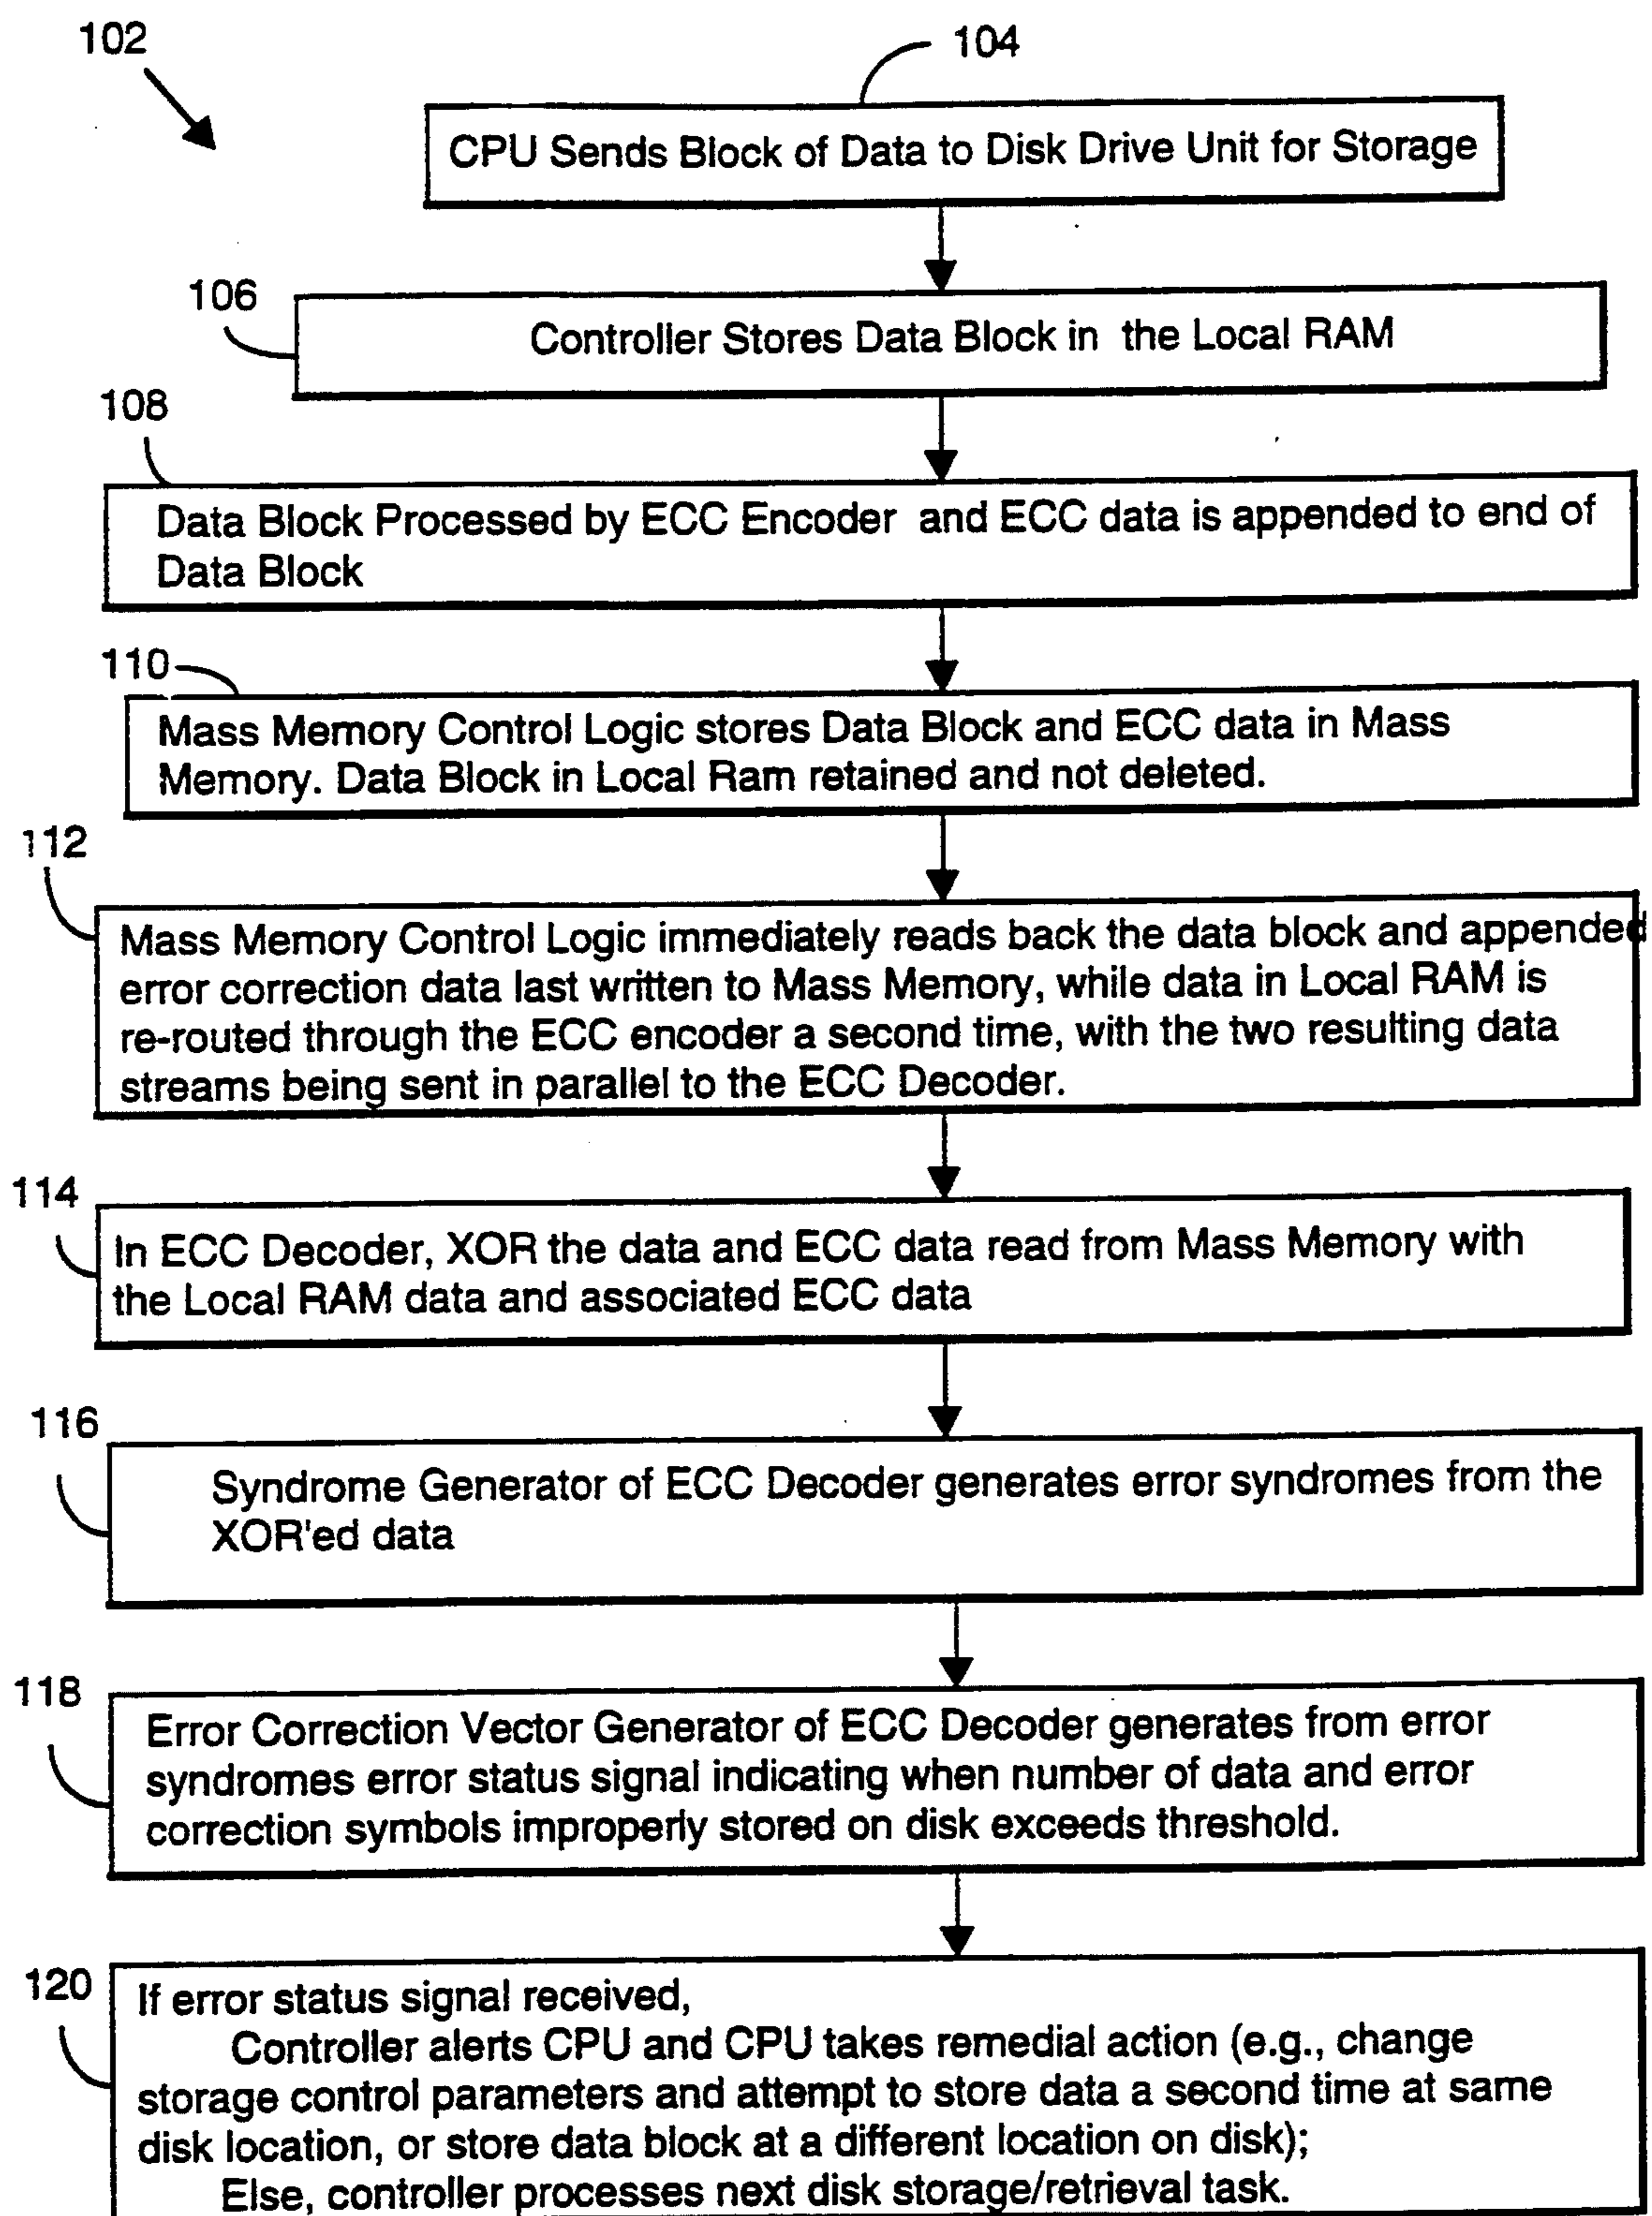 102
104
CPU Sends Block of Data to Disk Drive Unit for Storage
106
Controller Stores Data Block in the Local RAM
108
Data Block Processed by ECC Encoder and ECC data is appended to end of
Data Block
110
Mass Memory Control Logic stores Data Block and ECC data in Mass
Memory. Data Block in Local Ram retained and not deleted.
112
Mass Memory Control Logic immediately reads back the data block and appended
error correction data last written to Mass Memory, while data in Local RAM is
re-routed through the ECC encoder a second time, with the two resulting data
streams being sent in parallel to the ECC Decoder.
114
In ECC Decoder, XOR the data and ECC data read from Mass Memory with
the Local RAM data and associated ECC data
116
Syndrome Generator of ECC Decoder generates error syndromes from the
XOR'ed data
118
Error Correction Vector Generator of ECC Decoder generates from error
syndromes error status signal indicating when number of data and error
correction symbols improperly stored on disk exceeds threshold.
120
If error status signal received,
Controller alerts CPU and CPU takes remedial action (e.g., change
storage control parameters and attempt to store data a second time at same
disk location, or store data block at a different location on disk);
Else, controller processes next disk storage/retrieval task.